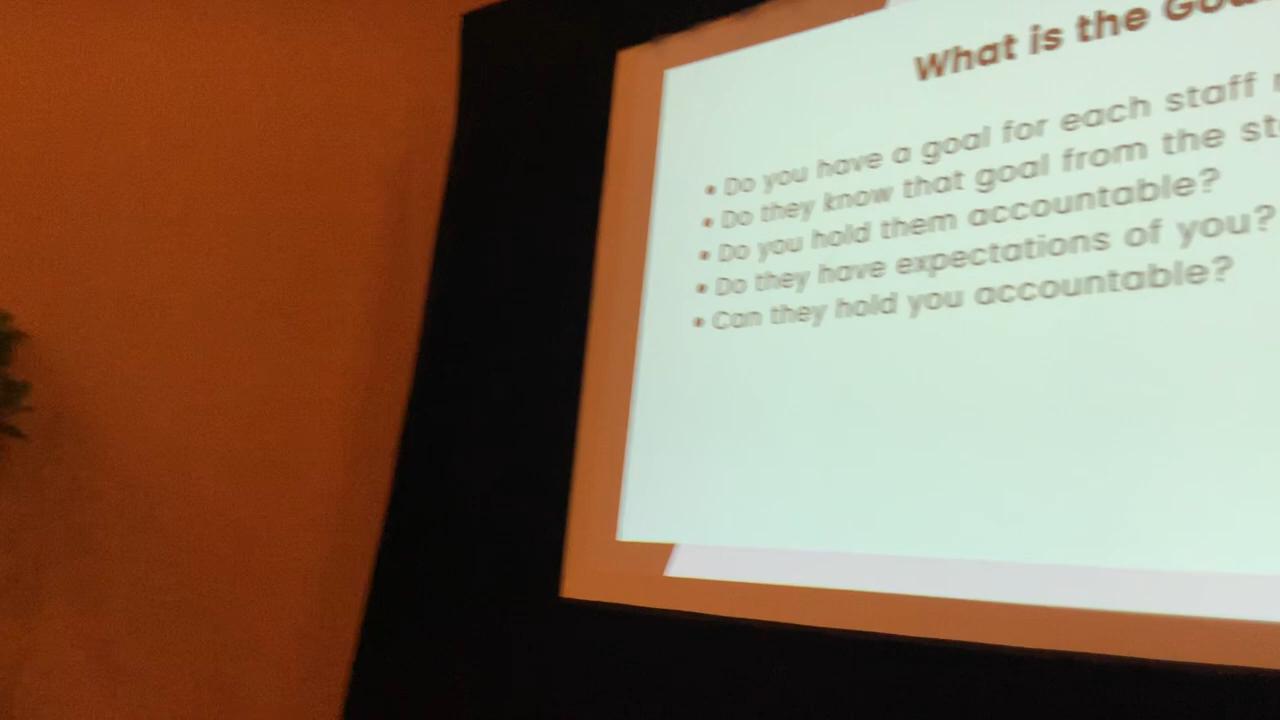 What is the
• Do you have a goal for each staff
• Do they know that goal from the
• Do you hold them accountable?
• Do they have expectations of you?
• Can they hold you accountable?